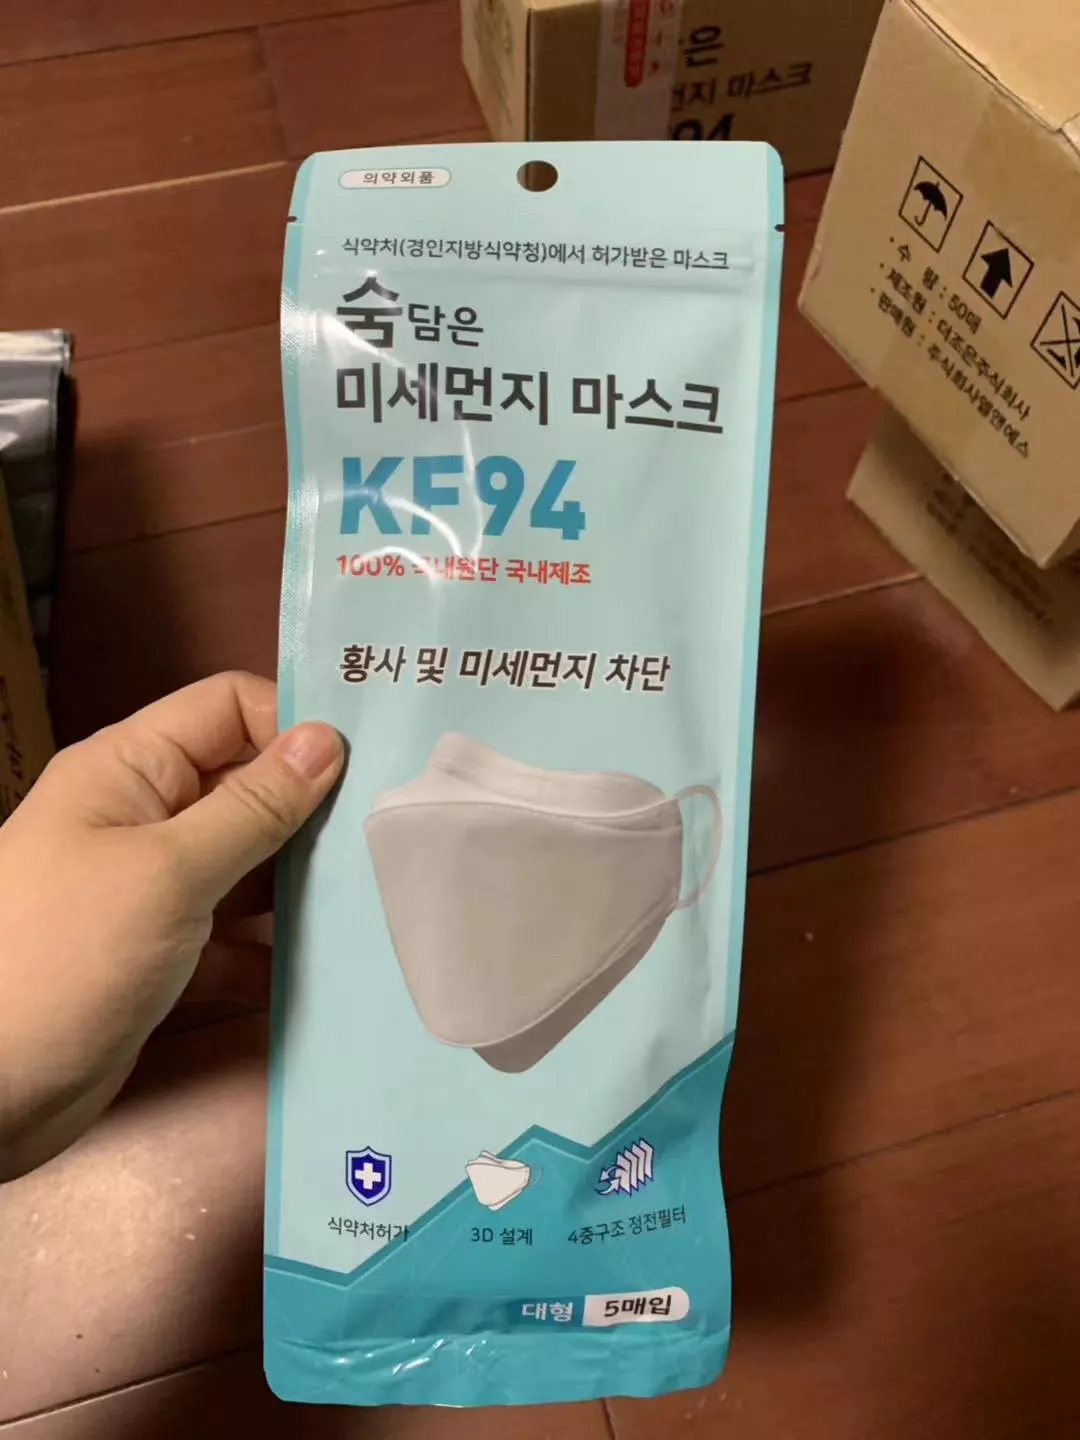 은
먼지 마스크
94
수 량 : 50매
제조원 : 더조은주식회사
판매원 : 주식회사엘앤에스
의약외품
식약처(경인지방식약청)에서 허가받은 마스크
숨담은
미세먼지 마스크
KF94
100% 국내원단 국내제조
황사 및 미세먼지 차단
식약처허가
3D 설계
4중구조 정전필터
대형 5매입